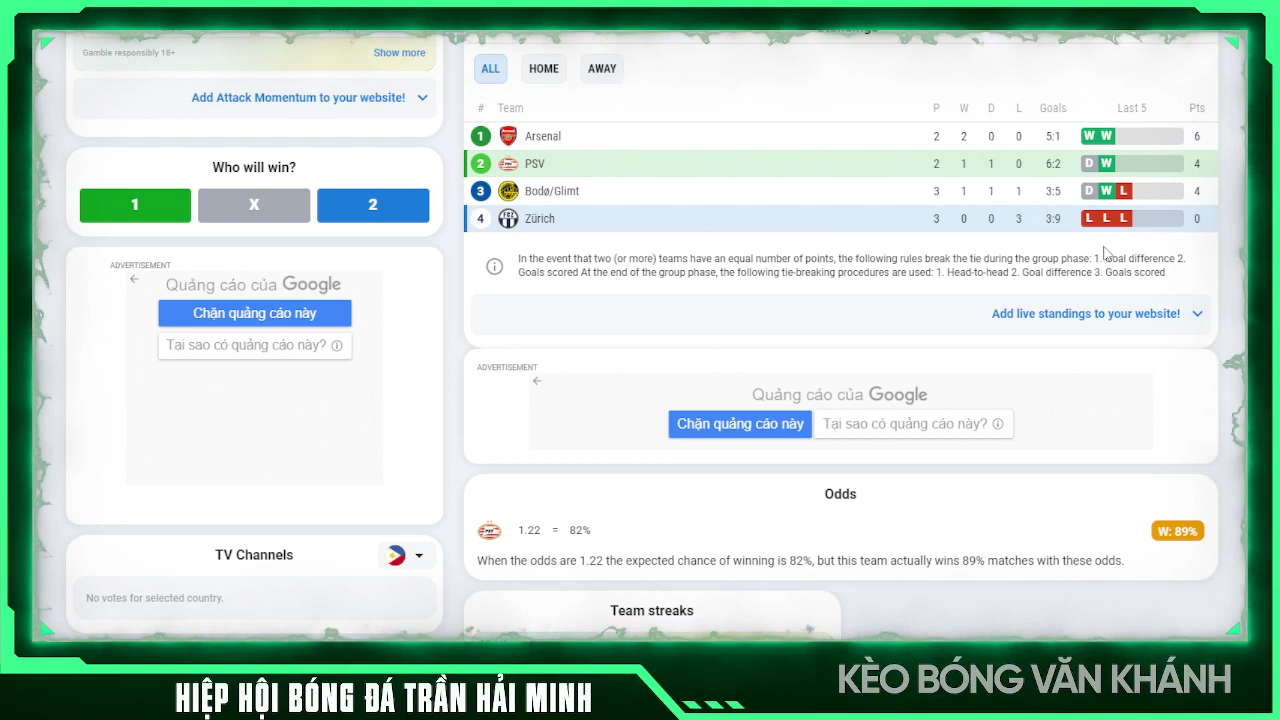 Gamble responsibly 18+
Show more
Add Attack Momentum to your website!
Who will win?
1 X 2
ADVERTISEMENT
Quảng cáo của Google
Chặn quảng cáo này
Tại sao có quảng cáo này?
TV Channels
No votes for selected country.
ALL HOME AWAY
# Team P W D L Goals Last 5 Pts
1 Arsenal 2 2 0 0 5:1 W W 6
2 PSV 2 1 1 0 6:2 D W 4
3 Bodø/Glimt 3 1 1 1 3:5 D W L 4
4 Zürich 3 0 0 3 3:9 L L L 0
In the event that two (or more) teams have an equal number of points, the following rules break the tie during the group phase: 1. Goal difference 2.
Goals scored At the end of the group phase, the following tie-breaking procedures are used: 1. Head-to-head 2. Goal difference 3. Goals scored
Add live standings to your website!
ADVERTISEMENT
Quảng cáo của Google
Chặn quảng cáo này Tại sao có quảng cáo này?
Odds
1.22 = 82% W: 89%
When the odds are 1.22 the expected chance of winning is 82%, but this team actually wins 89% matches with these odds.
Team streaks
HIỆP HỘI BÓNG ĐÁ TRẦN HẢI MINH
KÈO BÓNG VĂN KHÁNH